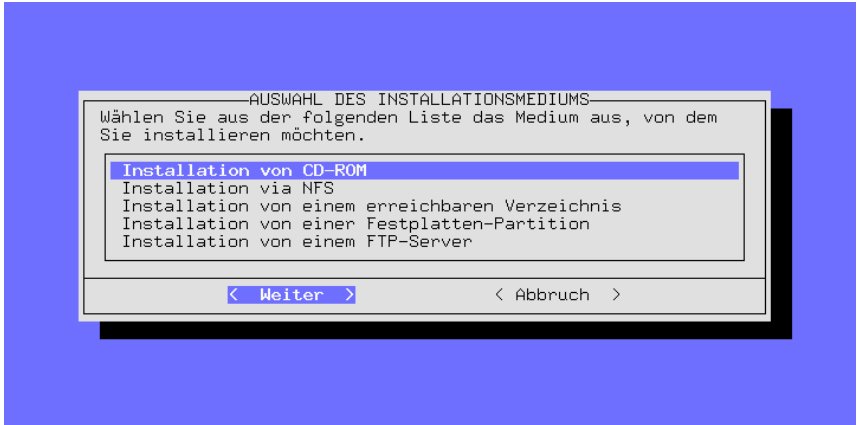 AUSWAHL DES INSTALLATIONSMEDIUMS
Wählen Sie aus der folgenden Liste das Medium aus, von dem
Sie installieren möchten.
Installation von CD-ROM
Installation via NFS
Installation von einem erreichbaren Verzeichnis
Installation von einer Festplatten-Partition
Installation von einem FTP-Server
< Weiter > < Abbruch >